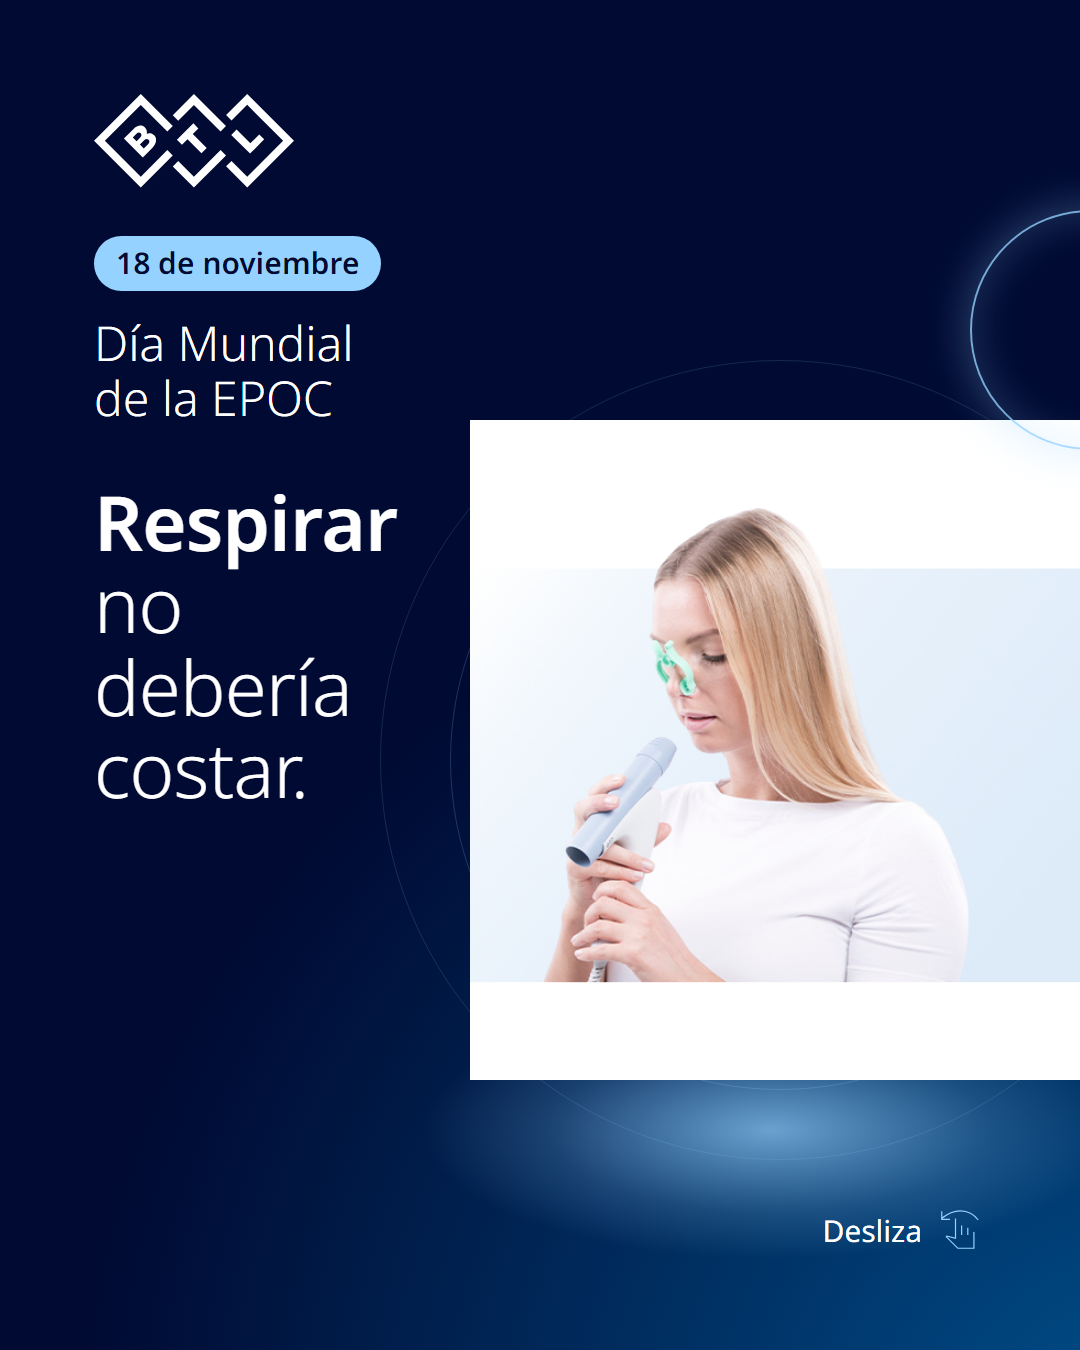 BTL
18 de noviembre
Día Mundial
de la EPOC
Respirar
no
debería
costar.
Desliza